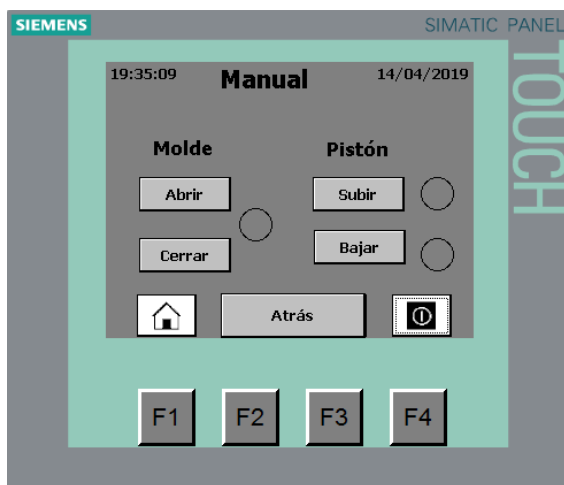 SIEMENS
SIMATIC PANEL
TOUCH
19:35:09
Manual
14/04/2019
Molde
Pistón
Abrir
Subir
Cerrar
Bajar
Atrás
F1
F2
F3
F4